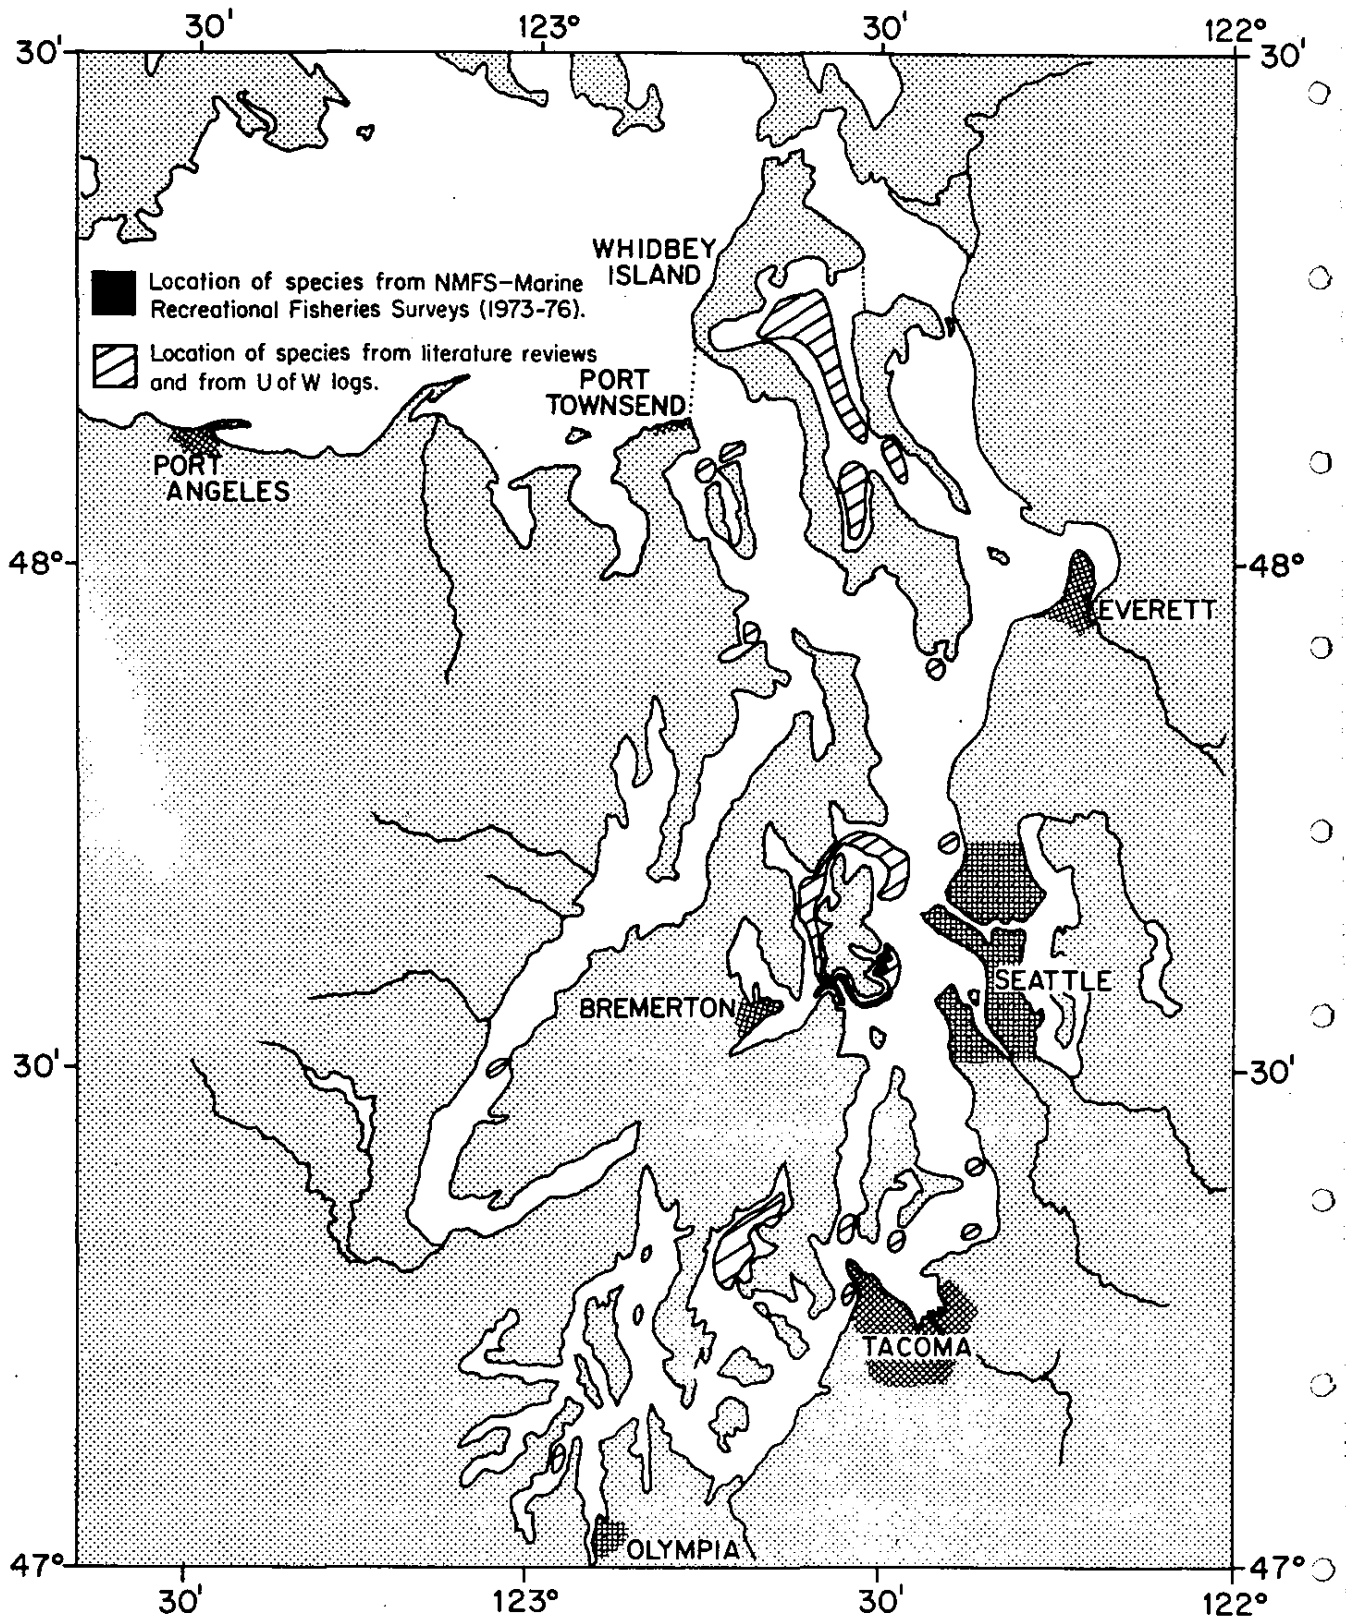 30' 123° 30' 122°
30' 30'
WHIDBEY
ISLAND
Location of species from NMFS-Marine
Recreational Fisheries Surveys (1973-76).
Location of species from literature reviews
and from U of W logs.
PORT
TOWNSEND
PORT
ANGELES
48° 48°
EVERETT
SEATTLE
BREMERTON
30' 30'
TACOMA
OLYMPIA
47° 47°
30' 123° 30' 122°